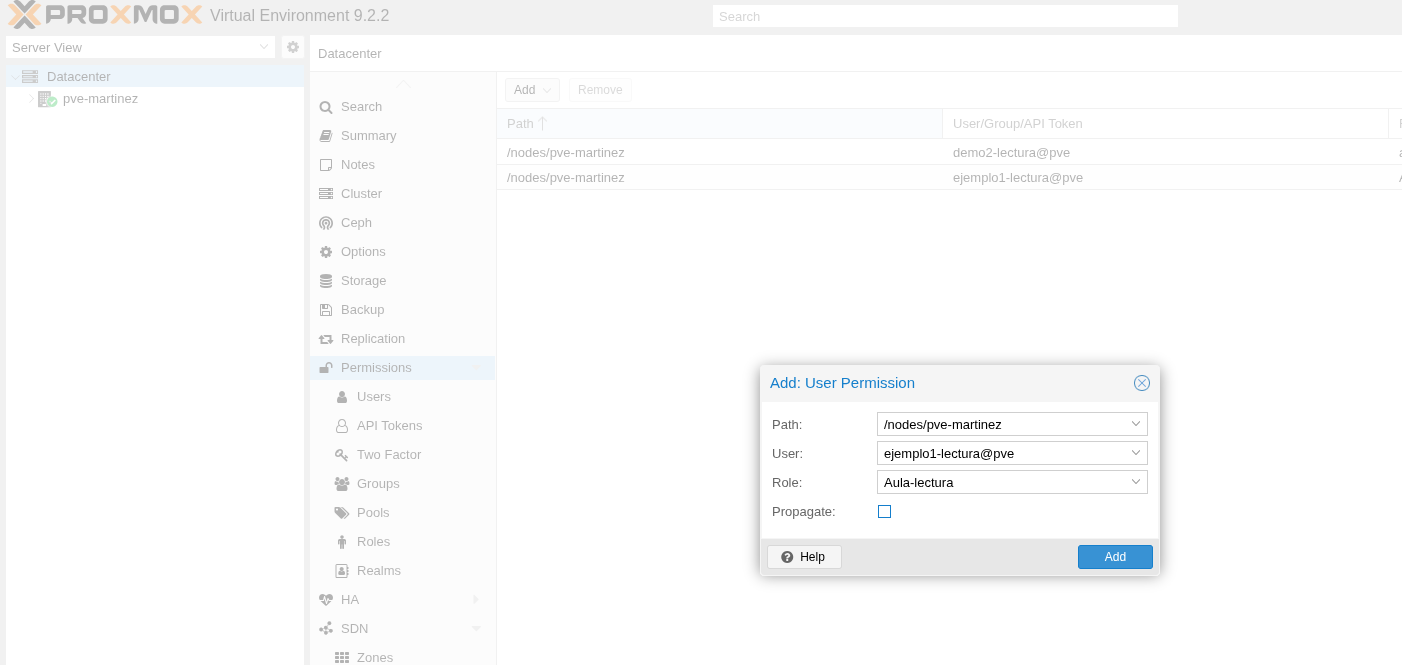 PROXMOX Virtual Environment 9.2.2
Search
Server View
Datacenter
pve-martinez
Datacenter
Search
Summary
Notes
Cluster
Ceph
Options
Storage
Backup
Replication
Permissions
Users
API Tokens
Two Factor
Groups
Pools
Roles
Realms
HA
SDN
Zones
Add
Remove
Path
User/Group/API Token
/nodes/pve-martinez
demo2-lectura@pve
/nodes/pve-martinez
ejemplo1-lectura@pve
Add: User Permission
Path:
/nodes/pve-martinez
User:
ejemplo1-lectura@pve
Role:
Aula-lectura
Propagate:
Help
Add